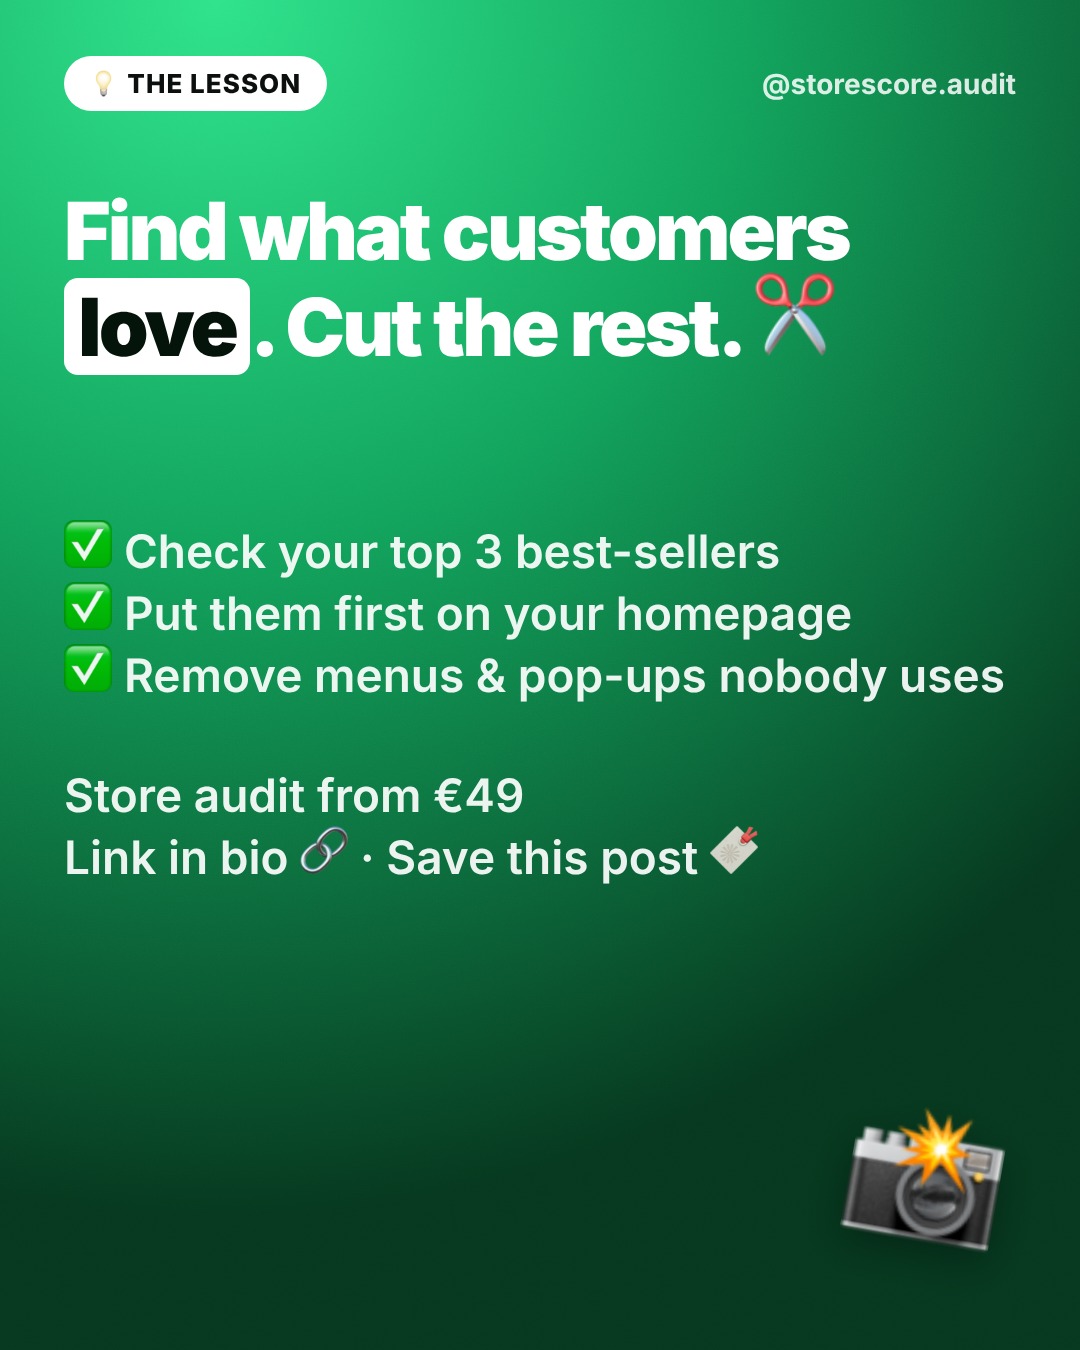 💡 THE LESSON
@storescore.audit
Find what customers
love. Cut the rest. ✂️
✅ Check your top 3 best-sellers
✅ Put them first on your homepage
✅ Remove menus & pop-ups nobody uses
Store audit from €49
Link in bio 🔗 · Save this post 🔖